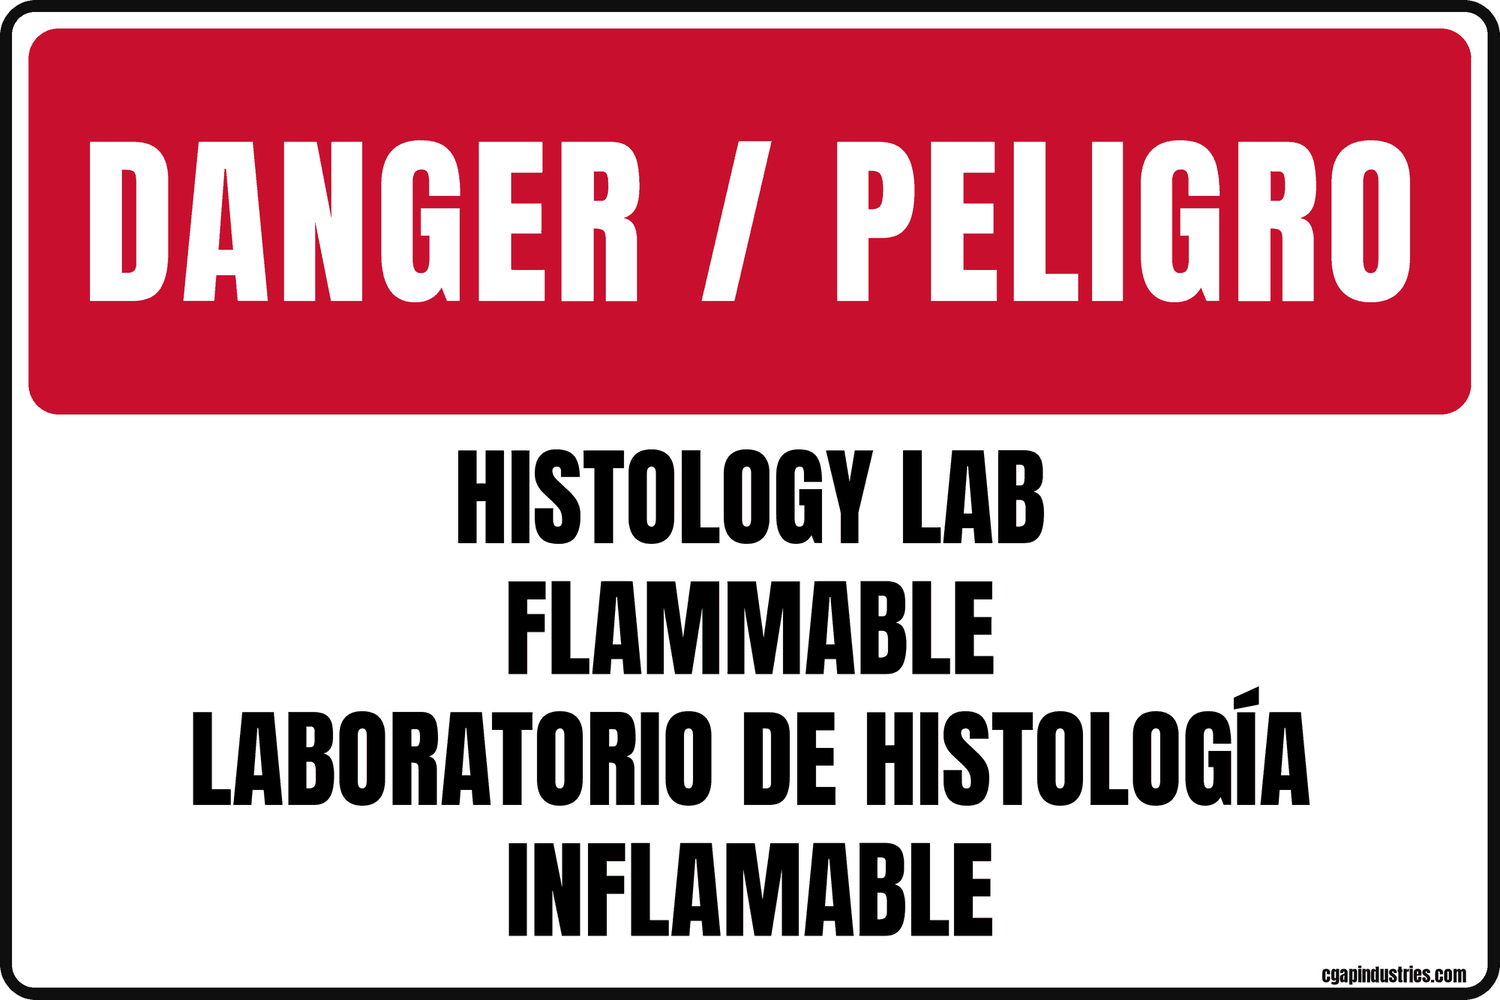 DANGER / PELIGRO
HISTOLOGY LAB
FLAMMABLE
LABORATORIO DE HISTOLOGÍA
INFLAMABLE
cgapindustries.com